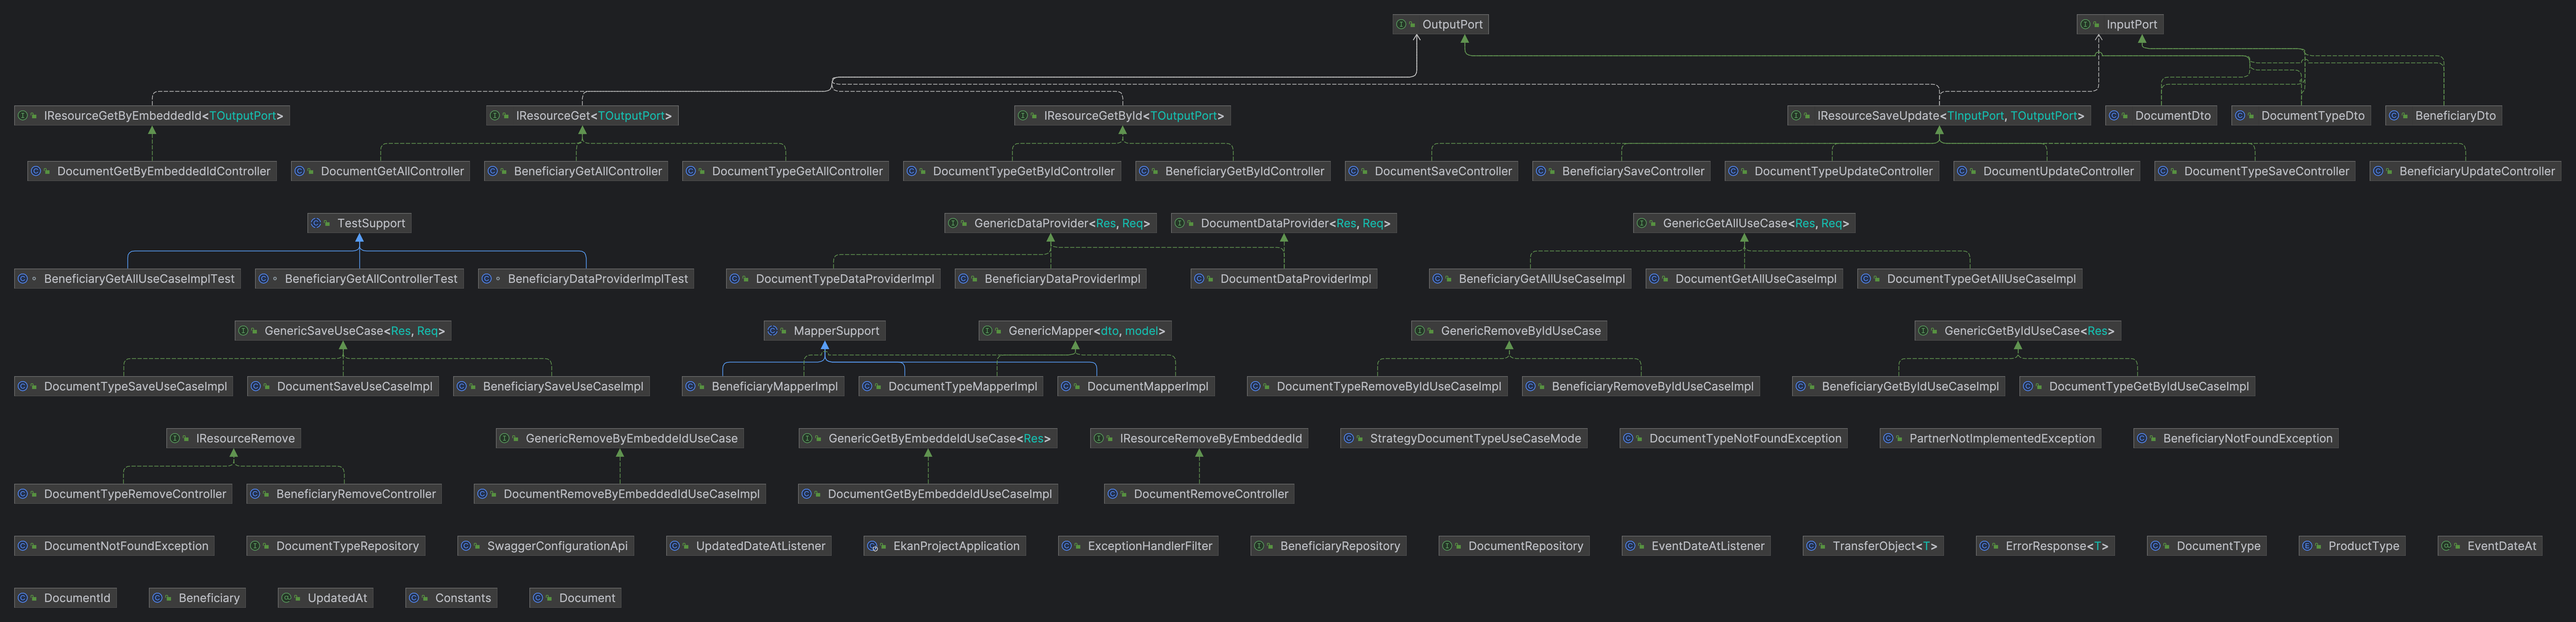 OutputPort
InputPort
IResourceGetByEmbeddedId<TOutputPort>
IResourceGet<TOutputPort>
IResourceGetById<TOutputPort>
IResourceSaveUpdate<TInputPort, TOutputPort>
DocumentDto
DocumentTypeDto
BeneficiaryDto
DocumentGetByEmbeddedIdController
DocumentGetAllController
BeneficiaryGetAllController
DocumentTypeGetAllController
DocumentTypeGetByIdController
BeneficiaryGetByIdController
DocumentSaveController
BeneficiarySaveController
DocumentTypeUpdateController
DocumentUpdateController
DocumentTypeSaveController
BeneficiaryUpdateController
TestSupport
GenericDataProvider<Res, Req>
DocumentDataProvider<Res, Req>
GenericGetAllUseCase<Res, Req>
BeneficiaryGetAllUseCaseImplTest
BeneficiaryGetAllControllerTest
BeneficiaryDataProviderImplTest
DocumentTypeDataProviderImpl
BeneficiaryDataProviderImpl
DocumentDataProviderImpl
BeneficiaryGetAllUseCaseImpl
DocumentGetAllUseCaseImpl
DocumentTypeGetAllUseCaseImpl
GenericSaveUseCase<Res, Req>
MapperSupport
GenericMapper<dto, model>
GenericRemoveByIdUseCase
GenericGetByIdUseCase<Res>
DocumentTypeSaveUseCaseImpl
DocumentSaveUseCaseImpl
BeneficiarySaveUseCaseImpl
BeneficiaryMapperImpl
DocumentTypeMapperImpl
DocumentMapperImpl
DocumentTypeRemoveByIdUseCaseImpl
BeneficiaryRemoveByIdUseCaseImpl
BeneficiaryGetByIdUseCaseImpl
DocumentTypeGetByIdUseCaseImpl
IResourceRemove
GenericRemoveByEmbeddeIdUseCase
GenericGetByEmbeddeIdUseCase<Res>
IResourceRemoveByEmbeddedId
StrategyDocumentTypeUseCaseMode
DocumentTypeNotFoundException
PartnerNotImplementedException
BeneficiaryNotFoundException
DocumentTypeRemoveController
BeneficiaryRemoveController
DocumentRemoveByEmbeddedIdUseCaseImpl
DocumentGetByEmbeddeIdUseCaseImpl
DocumentRemoveController
DocumentNotFoundException
DocumentTypeRepository
SwaggerConfigurationApi
UpdatedDateAtListener
EkanProjectApplication
ExceptionHandlerFilter
BeneficiaryRepository
DocumentRepository
EventDateAtListener
TransferObject<T>
ErrorResponse<T>
DocumentType
ProductType
EventDateAt
DocumentId
Beneficiary
UpdatedAt
Constants
Document